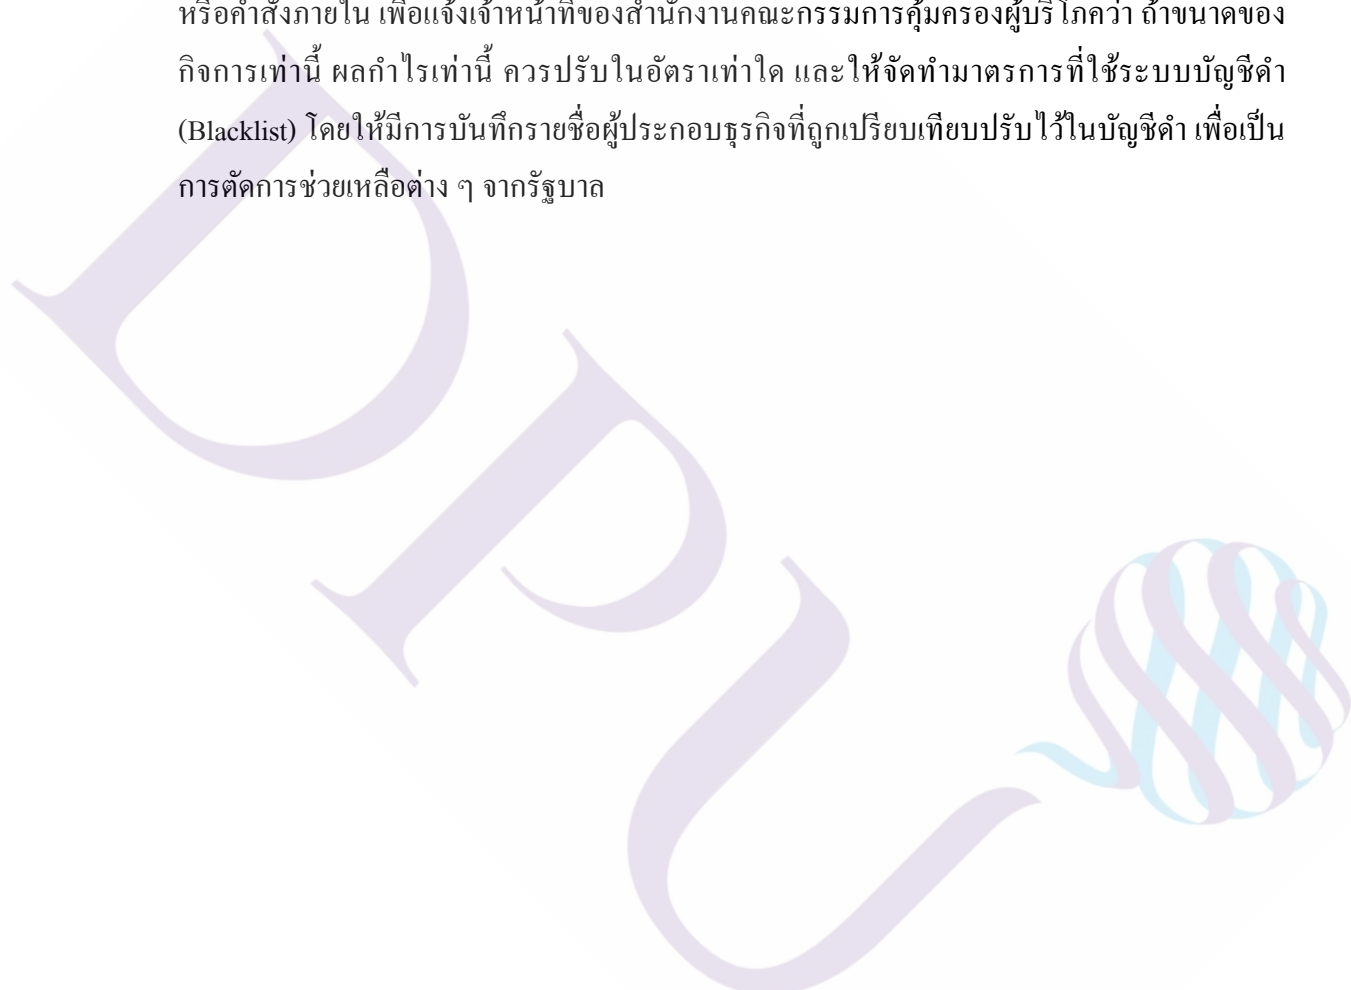 หรือคำสั่งภายใน เพื่อแจ้งเจ้าหน้าที่ของสำนักงานคณะกรรมการคุ้มครองผู้บริโภคว่า ถ้าขนาดของ
กิจการเท่านี้ ผลกำไรเท่านี้ ควรปรับในอัตราเท่าใด และให้จัดทำมาตรการที่ใช้ระบบบัญชีดำ
(Blacklist) โดยให้มีการบันทึกรายชื่อผู้ประกอบธุรกิจที่ถูกเปรียบเทียบปรับไว้ในบัญชีดำ เพื่อเป็น
การตัดการช่วยเหลือต่าง ๆ จากรัฐบาล
DPU